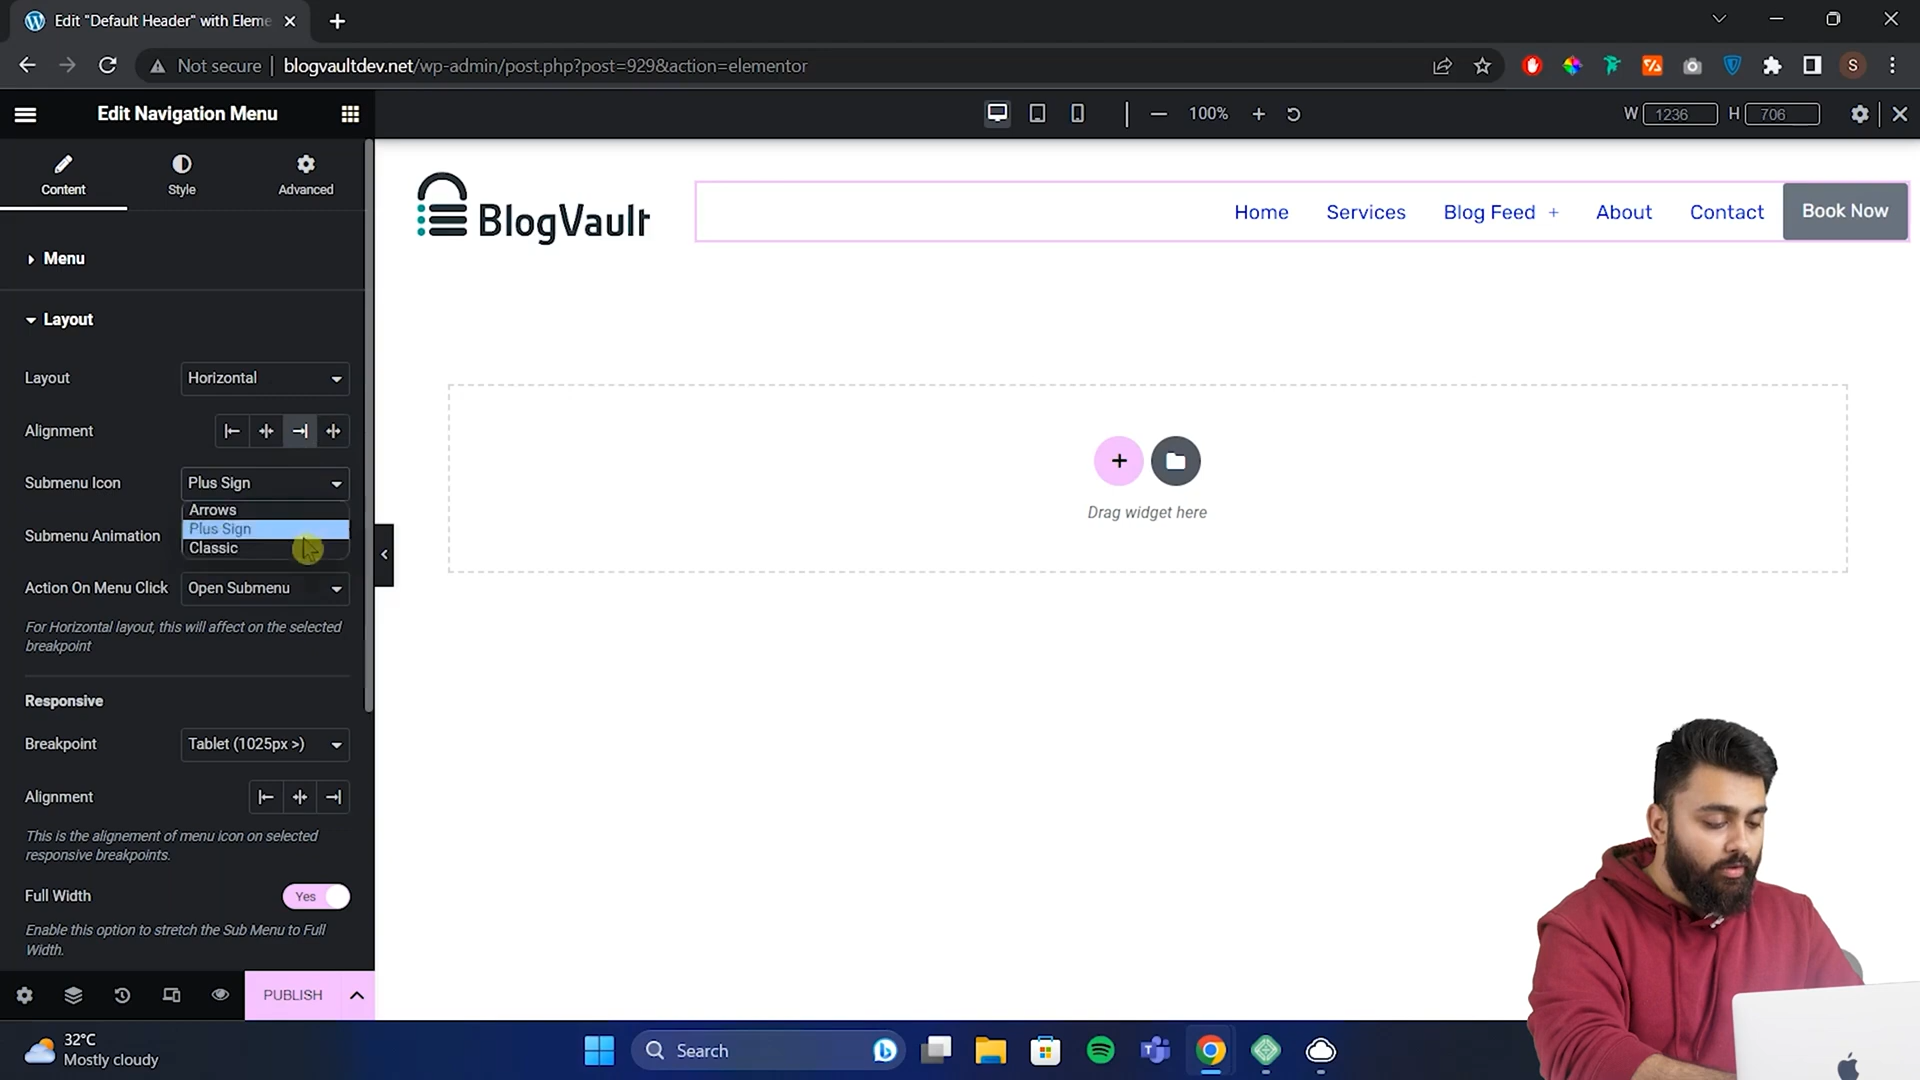 Edit "Default Header" with Eleme
Not secure
blogvaultdev.net/wp-admin/post.php?post=929&action=elementor
S
Edit Navigation Menu
100%
W 1236 H 706
Content
Style
Advanced
Menu
Layout
Layout
Horizontal
Alignment
Submenu Icon
Plus Sign
Arrows
Plus Sign
Classic
Submenu Animation
Action On Menu Click
Open Submenu
For Horizontal layout, this will affect on the selected
breakpoint
Responsive
Breakpoint
Tablet (1025px >)
Alignment
This is the alignement of menu icon on selected
responsive breakpoints.
Full Width
Yes
Enable this option to stretch the Sub Menu to Full
Width.
PUBLISH
BlogVault
Home
Services
Blog Feed +
About
Contact
Book Now
Drag widget here
32°C
Mostly cloudy
Search